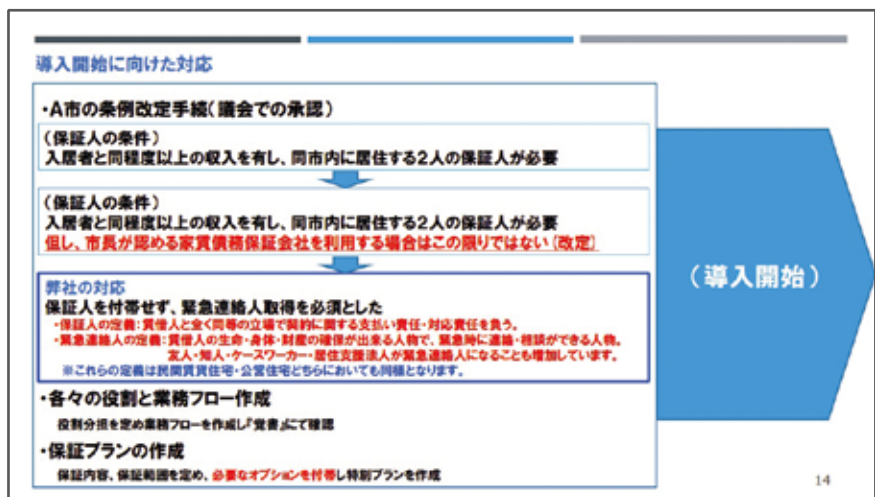 導入開始に向けた対応
・A市の条例改定手続(議会での承認)
(保証人の条件)
入居者と同程度以上の収入を有し、同市内に居住する2人の保証人が必要
(保証人の条件)
入居者と同程度以上の収入を有し、同市内に居住する2人の保証人が必要
但し、市長が認める家賃債務保証会社を利用する場合はこの限りではない【改定】
弊社の対応
保証人を付帯せず、緊急連絡人取得を必須とした
・保証人の定義:賃借人と全く同等の立場で契約に関する支払い責任・対応責任を負う。
・緊急連絡人の定義:賃借人の生命・身体・財産の確保が出来る人物で、緊急時に連絡・相談ができる人物。
友人・知人・ケースワーカー・居住支援法人が緊急連絡人になることも増加しています。
※これらの定義は民間賃貸住宅・公営住宅どちらにおいても同様となります。
・各々の役割と業務フロー作成
役割分担を定め業務フローを作成し『覚書』にて確認
・保証プランの作成
保証内容、保証範囲を定め、必要なオプションを付帯し特別プランを作成
(導入開始)
14